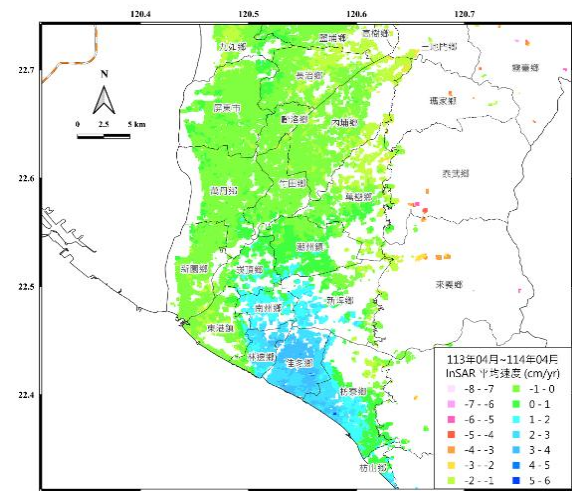 120.4 120.5 120.6 120.7
高樹鄉
鹽埔鄉
九如鄉
三地門鄉
霧臺鄉
22.7
長治鄉
N
瑪家鄉
屏東市
麟洛鄉
內埔鄉
0 2.5 5 km
泰武鄉
22.6
竹田鄉
萬丹鄉
萬巒鄉
潮州鎮
新園鄉
崁頂鄉
來義鄉
22.5
南州鄉
新埤鄉
東港鎮
林邊鄉
佳冬鄉
枋寮鄉
22.4
枋山鄉
113年04月~114年04月
InSAR 平均速度 (cm/yr)
-8 - -7 -1 - 0
-7 - -6 0 - 1
-6 - -5 1 - 2
-5 - -4 2 - 3
-4 - -3 3 - 4
-3 - -2 4 - 5
-2 - -1 5 - 6